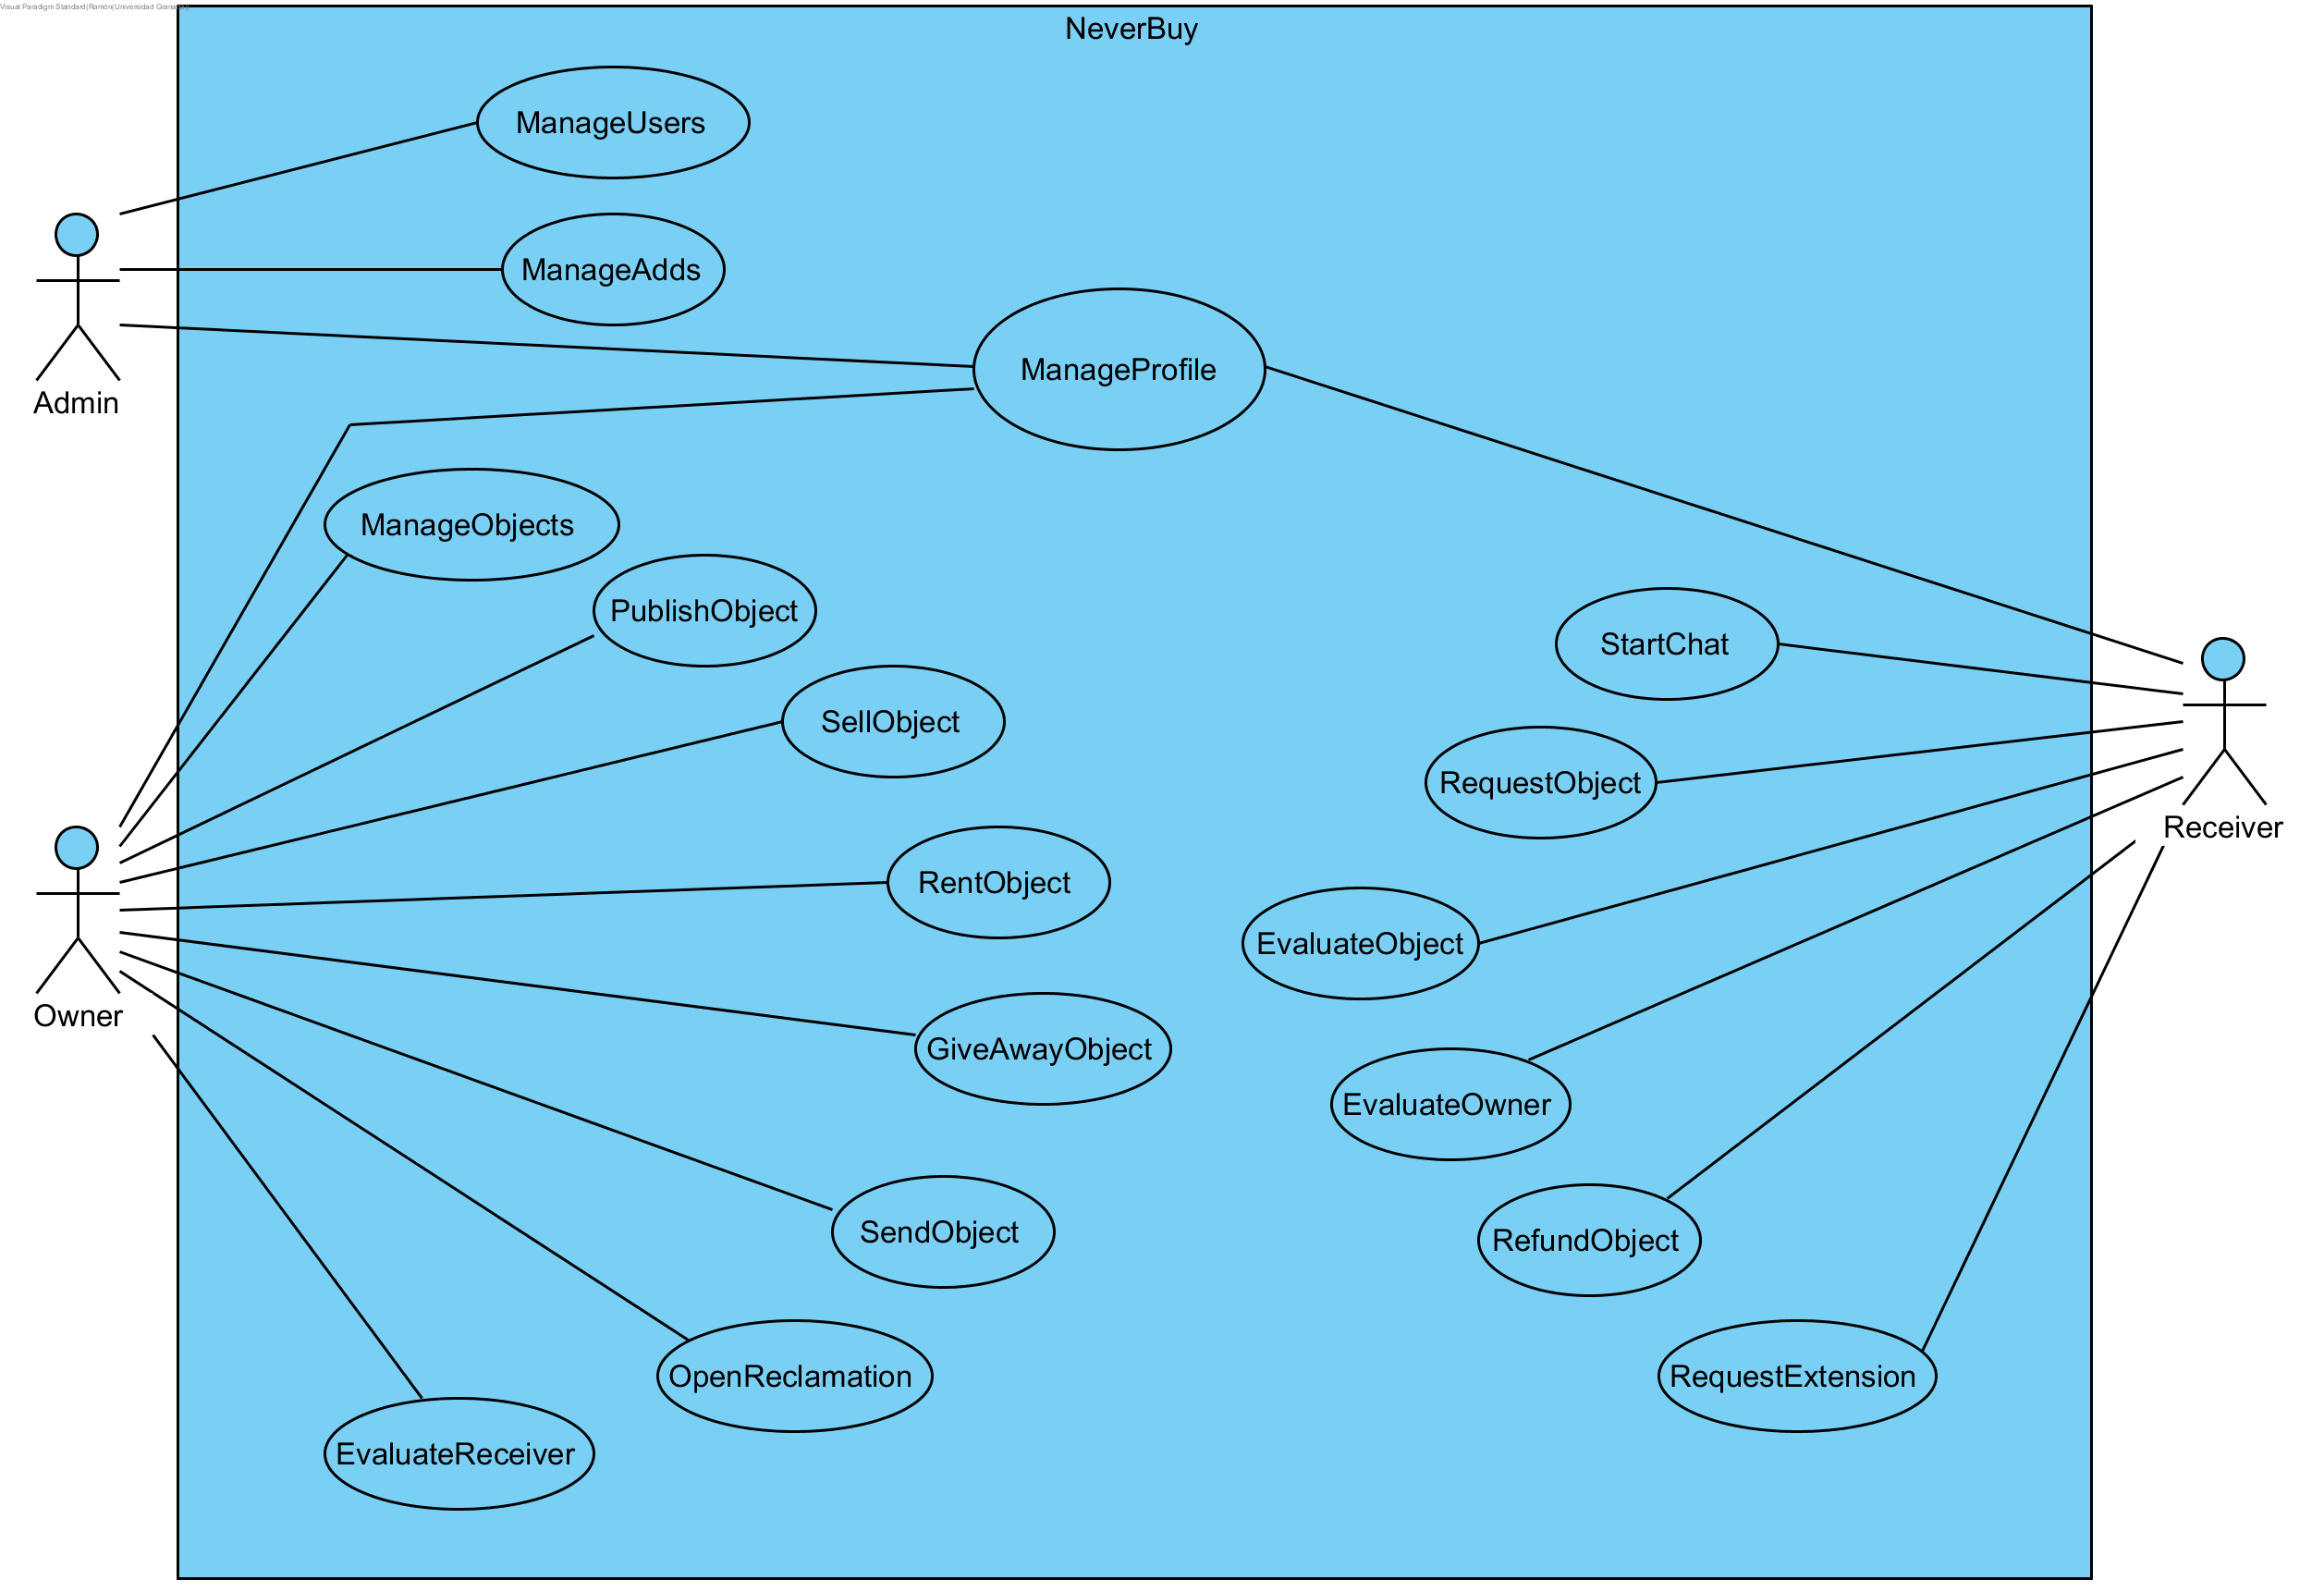 Visual Paradigm Standard(Ramón(Universidad Granada))
NeverBuy
ManageUsers
ManageAdds
Admin
ManageProfile
ManageObjects
PublishObject
StartChat
SellObject
RequestObject
Receiver
RentObject
EvaluateObject
Owner
GiveAwayObject
EvaluateOwner
SendObject
RefundObject
OpenReclamation
RequestExtension
EvaluateReceiver